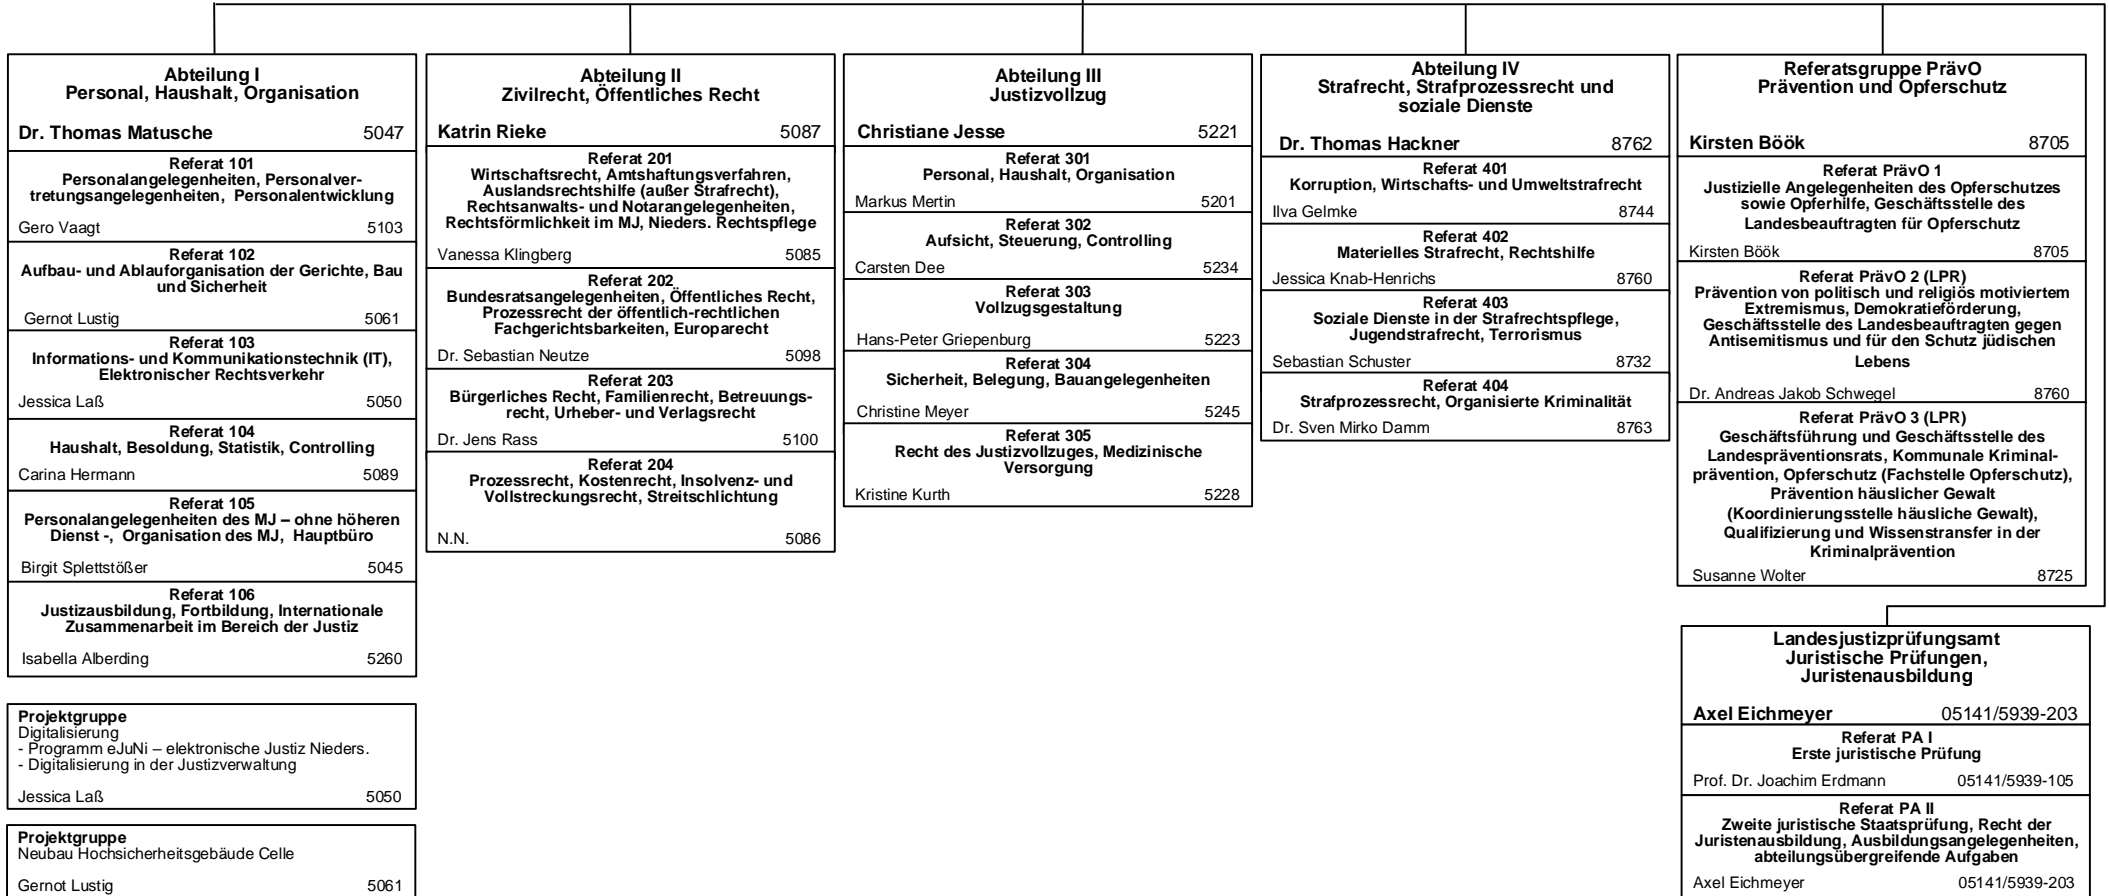 Abteilung I
Personal, Haushalt, Organisation
Dr. Thomas Matusche 5047
Referat 101
Personalangelegenheiten, Personalver-
tretungsangelegenheiten, Personalentwicklung
Gero Vaagt 5103
Referat 102
Aufbau- und Ablauforganisation der Gerichte, Bau
und Sicherheit
Gernot Lustig 5061
Referat 103
Informations- und Kommunikationstechnik (IT),
Elektronischer Rechtsverkehr
Jessica Laß 5050
Referat 104
Haushalt, Besoldung, Statistik, Controlling
Carina Hermann 5089
Referat 105
Personalangelegenheiten des MJ – ohne höheren
Dienst -, Organisation des MJ, Hauptbüro
Birgit Splettstößer 5045
Referat 106
Justizausbildung, Fortbildung, Internationale
Zusammenarbeit im Bereich der Justiz
Isabella Alberding 5260
Projektgruppe
Digitalisierung
- Programm eJuNi – elektronische Justiz Nieders.
- Digitalisierung in der Justizverwaltung
Jessica Laß 5050
Projektgruppe
Neubau Hochsicherheitsgebäude Celle
Gernot Lustig 5061
Abteilung II
Zivilrecht, Öffentliches Recht
Katrin Rieke 5087
Referat 201
Wirtschaftsrecht, Amtshaftungsverfahren,
Auslandsrechtshilfe (außer Strafrecht),
Rechtsanwalts- und Notarangelegenheiten,
Rechtsförmlichkeit im MJ, Nieders. Rechtspflege
Vanessa Klingberg 5085
Referat 202
Bundesratsangelegenheiten, Öffentliches Recht,
Prozessrecht der öffentlich-rechtlichen
Fachgerichtsbarkeiten, Europarecht
Dr. Sebastian Neutze 5098
Referat 203
Bürgerliches Recht, Familienrecht, Betreuungs-
recht, Urheber- und Verlagsrecht
Dr. Jens Rass 5100
Referat 204
Prozessrecht, Kostenrecht, Insolvenz- und
Vollstreckungsrecht, Streitschlichtung
N.N. 5086
Abteilung III
Justizvollzug
Christiane Jesse 5221
Referat 301
Personal, Haushalt, Organisation
Markus Mertin 5201
Referat 302
Aufsicht, Steuerung, Controlling
Carsten Dee 5234
Referat 303
Vollzugsgestaltung
Hans-Peter Griepenburg 5223
Referat 304
Sicherheit, Belegung, Bauangelegenheiten
Christine Meyer 5245
Referat 305
Recht des Justizvollzuges, Medizinische
Versorgung
Kristine Kurth 5228
Abteilung IV
Strafrecht, Strafprozessrecht und
soziale Dienste
Dr. Thomas Hackner 8762
Referat 401
Korruption, Wirtschafts- und Umweltstrafrecht
Ilva Gelmke 8744
Referat 402
Materielles Strafrecht, Rechtshilfe
Jessica Knab-Henrichs 8760
Referat 403
Soziale Dienste in der Strafrechtspflege,
Jugendstrafrecht, Terrorismus
Sebastian Schuster 8732
Referat 404
Strafprozessrecht, Organisierte Kriminalität
Dr. Sven Mirko Damm 8763
Referatsgruppe PrävO
Prävention und Opferschutz
Kirsten Böök 8705
Referat PrävO 1
Justizielle Angelegenheiten des Opferschutzes
sowie Opferhilfe, Geschäftsstelle des
Landesbeauftragten für Opferschutz
Kirsten Böök 8705
Referat PrävO 2 (LPR)
Prävention von politisch und religiös motiviertem
Extremismus, Demokratieförderung,
Geschäftsstelle des Landesbeauftragten gegen
Antisemitismus und für den Schutz jüdischen
Lebens
Dr. Andreas Jakob Schwegel 8760
Referat PrävO 3 (LPR)
Geschäftsführung und Geschäftsstelle des
Landespräventionsrats, Kommunale Kriminal-
prävention, Opferschutz (Fachstelle Opferschutz),
Prävention häuslicher Gewalt
(Koordinierungsstelle häusliche Gewalt),
Qualifizierung und Wissenstransfer in der
Kriminalprävention
Susanne Wolter 8725
Landesjustizprüfungsamt
Juristische Prüfungen,
Juristenausbildung
Axel Eichmeyer 05141/5939-203
Referat PA I
Erste juristische Prüfung
Prof. Dr. Joachim Erdmann 05141/5939-105
Referat PA II
Zweite juristische Staatsprüfung, Recht der
Juristenausbildung, Ausbildungsangelegenheiten,
abteilungsübergreifende Aufgaben
Axel Eichmeyer 05141/5939-203